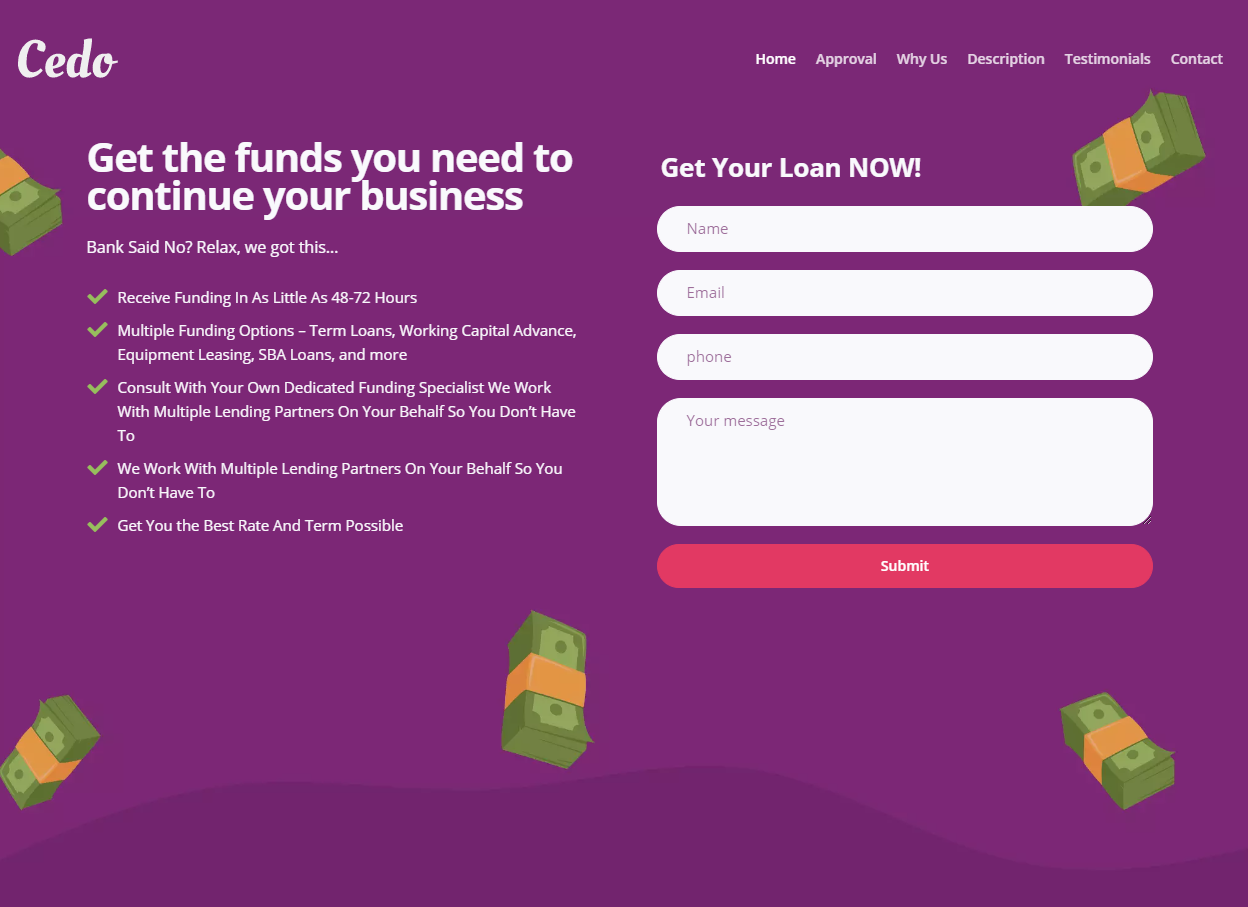 Cedo
Home Approval Why Us Description Testimonials Contact
Get the funds you need to
continue your business
Bank Said No? Relax, we got this...
Receive Funding In As Little As 48-72 Hours
Multiple Funding Options – Term Loans, Working Capital Advance,
Equipment Leasing, SBA Loans, and more
Consult With Your Own Dedicated Funding Specialist We Work
With Multiple Lending Partners On Your Behalf So You Don’t Have
To
We Work With Multiple Lending Partners On Your Behalf So You
Don’t Have To
Get You the Best Rate And Term Possible
Get Your Loan NOW!
Name
Email
phone
Your message
Submit